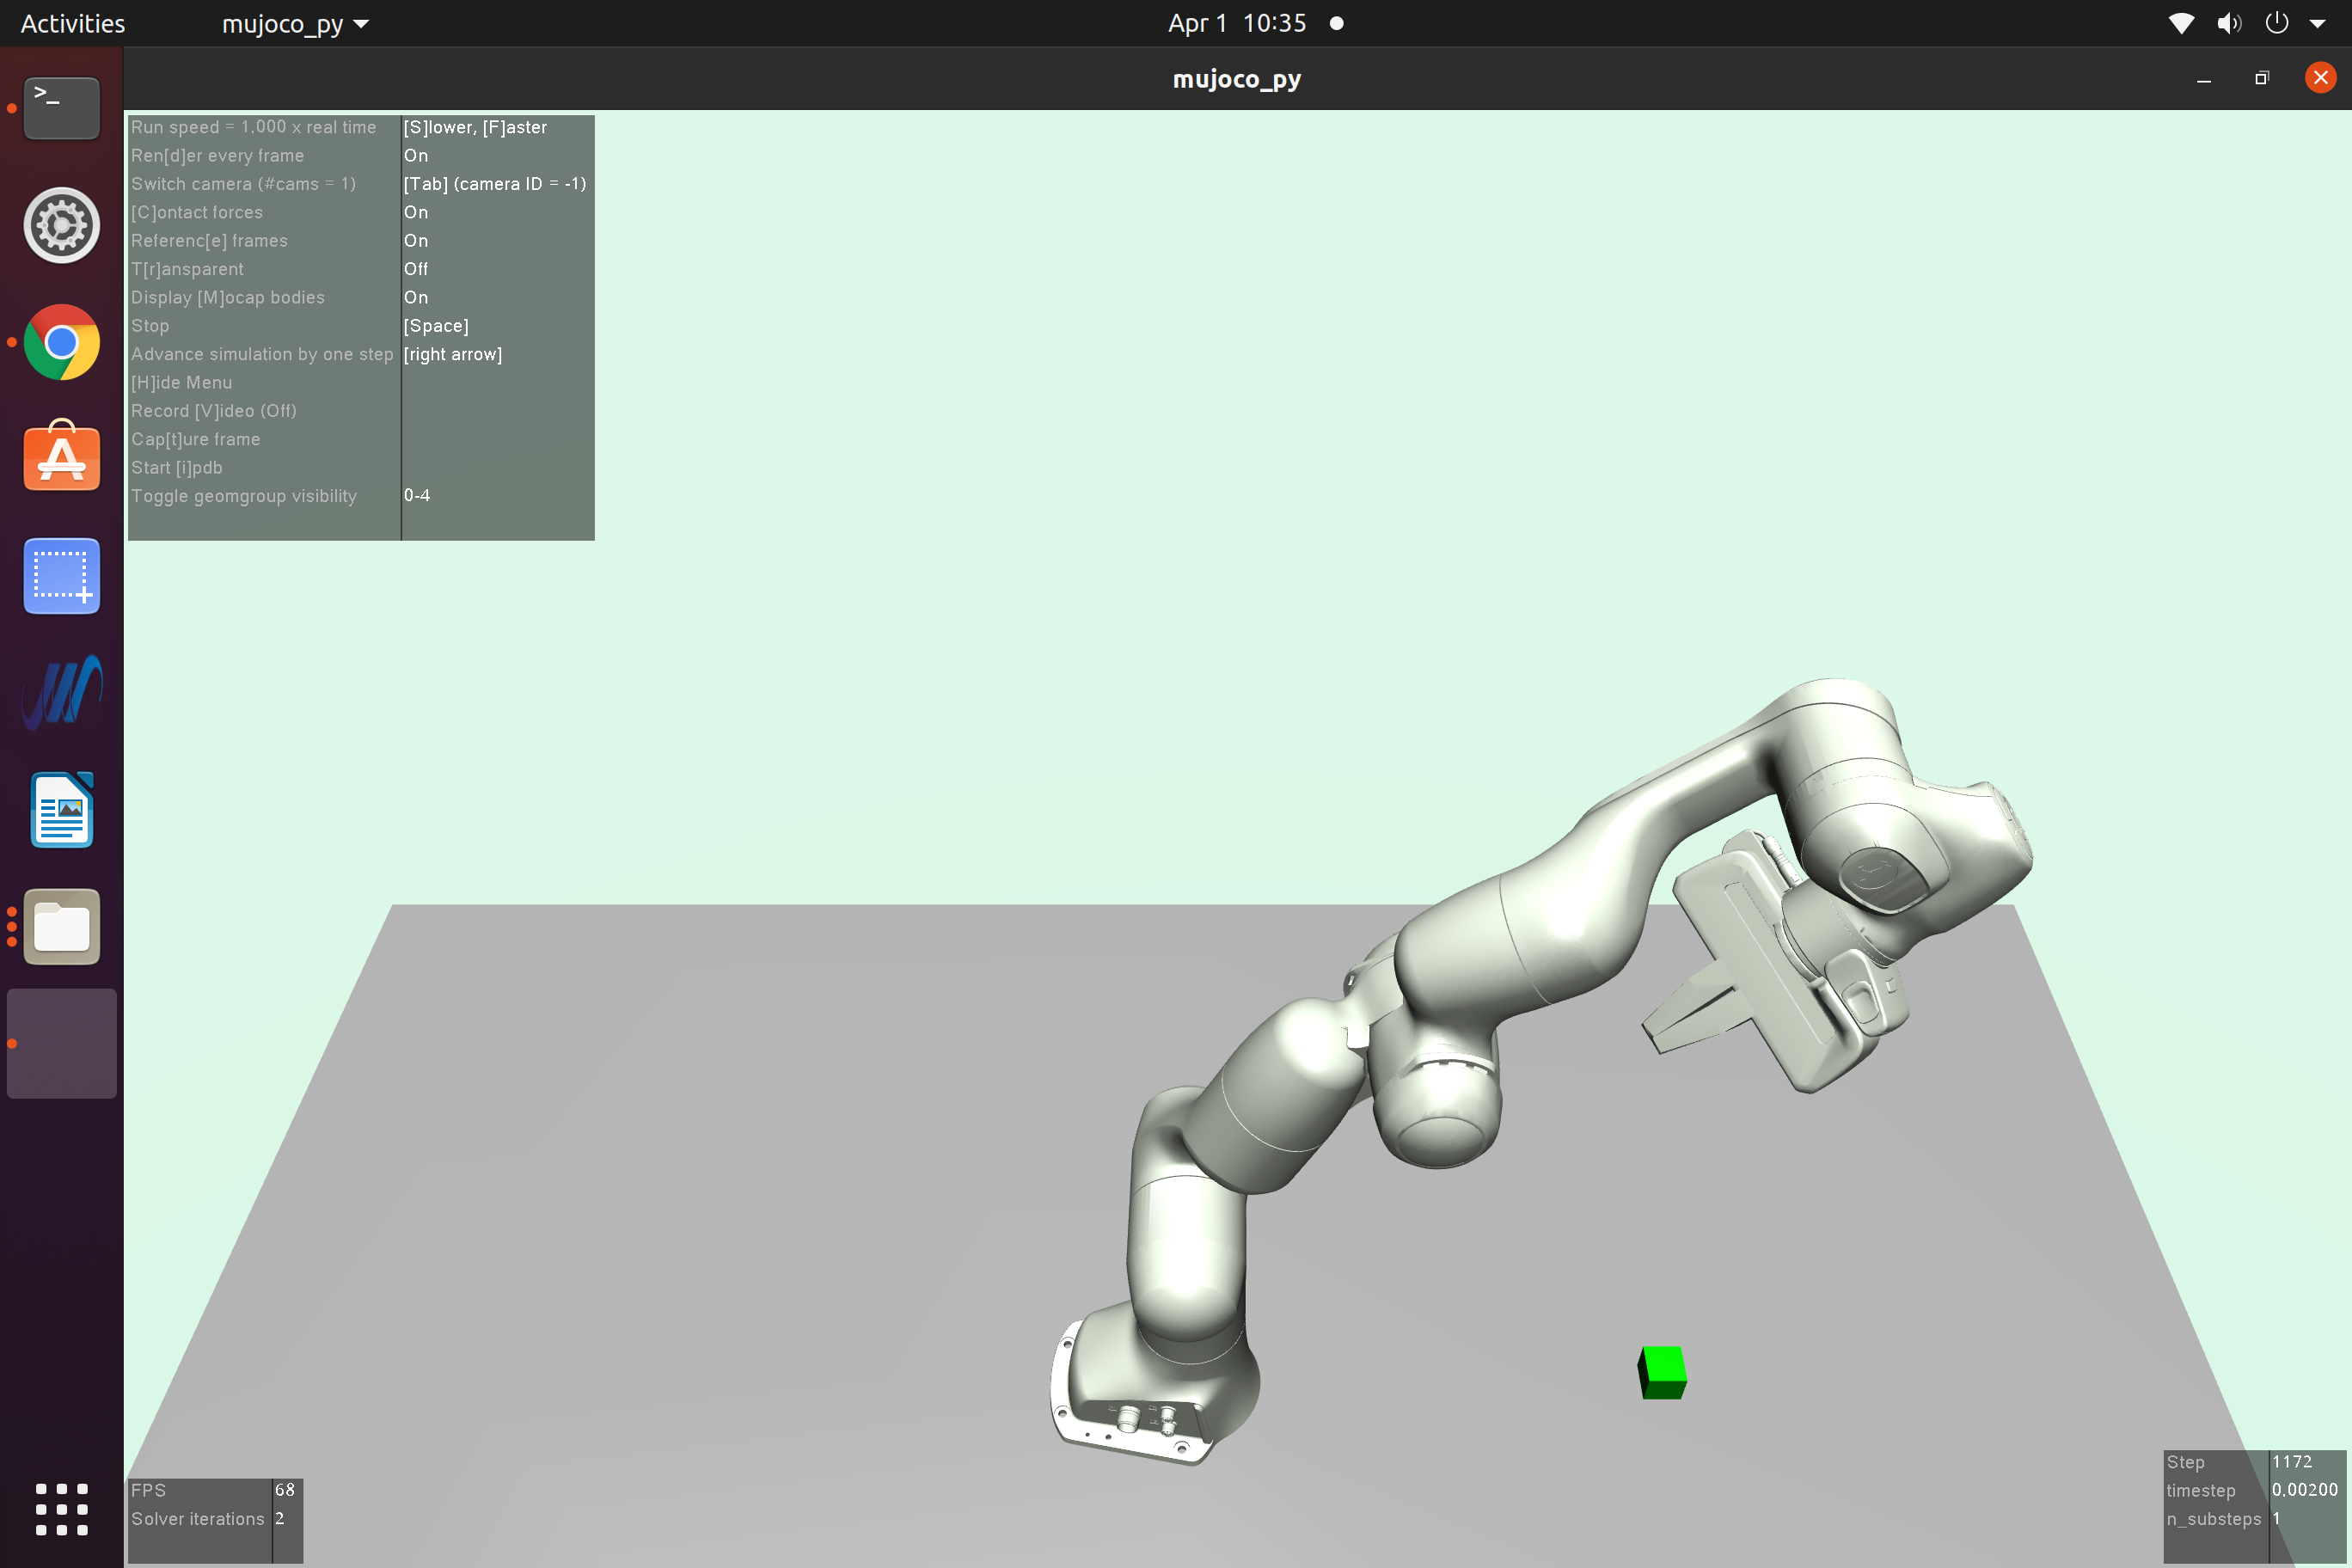 Activities mujoco_py Apr 1 10:35
mujoco_py
Run speed = 1.000 x real time [S]lower, [F]aster
Ren[d]er every frame On
Switch camera (#cams = 1) [Tab] (camera ID = -1)
[C]ontact forces On
Referenc[e] frames On
T[r]ansparent Off
Display [M]ocap bodies On
Stop [Space]
Advance simulation by one step [right arrow]
[H]ide Menu
Record [V]ideo (Off)
Cap[t]ure frame
Start [i]pdb
Toggle geomgroup visibility 0-4
FPS 68
Solver iterations 2
Step 1172
timestep 0,00200
n_substeps 1